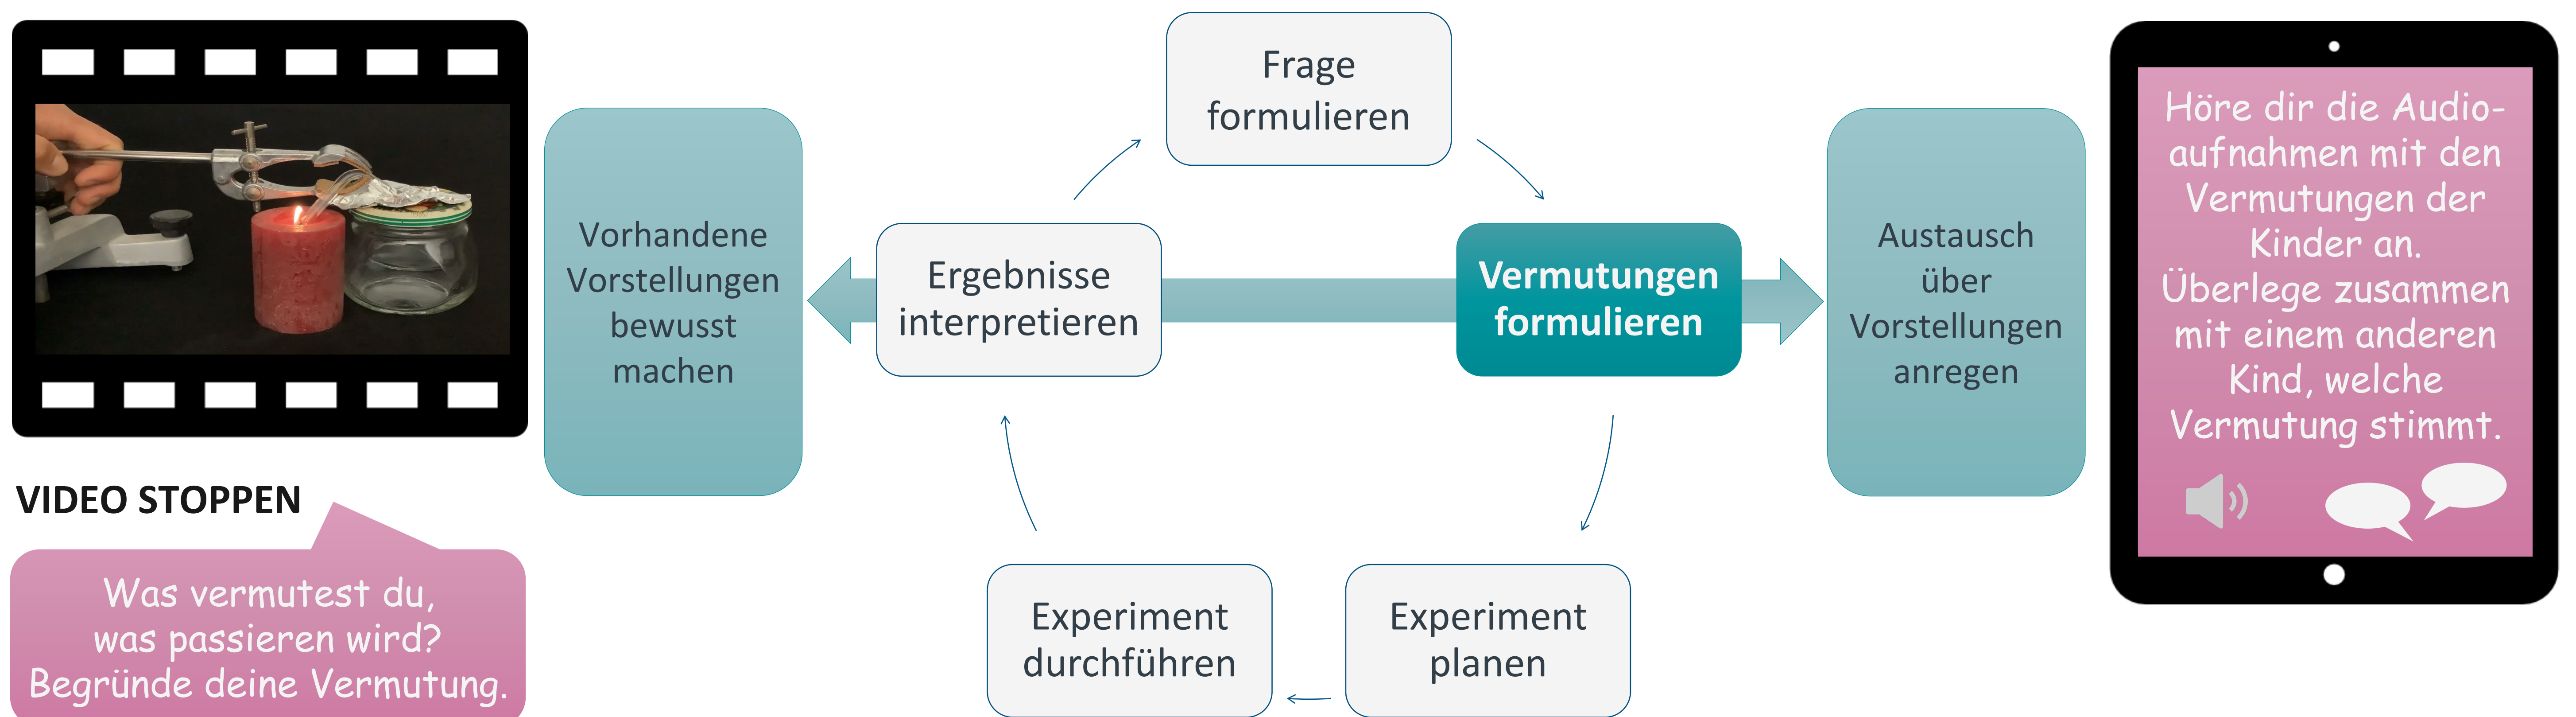 VIDEO STOPPEN
Was vermutest du,
was passieren wird?
Begründe deine Vermutung.
Vorhandene
Vorstellungen
bewusst
machen
Frage
formulieren
Vermutungen
formulieren
Experiment
planen
Experiment
durchführen
Ergebnisse
interpretieren
Austausch
über
Vorstellungen
anregen
Höre dir die Audio-
aufnahmen mit den
Vermutungen der
Kinder an.
Überlege zusammen
mit einem anderen
Kind, welche
Vermutung stimmt.